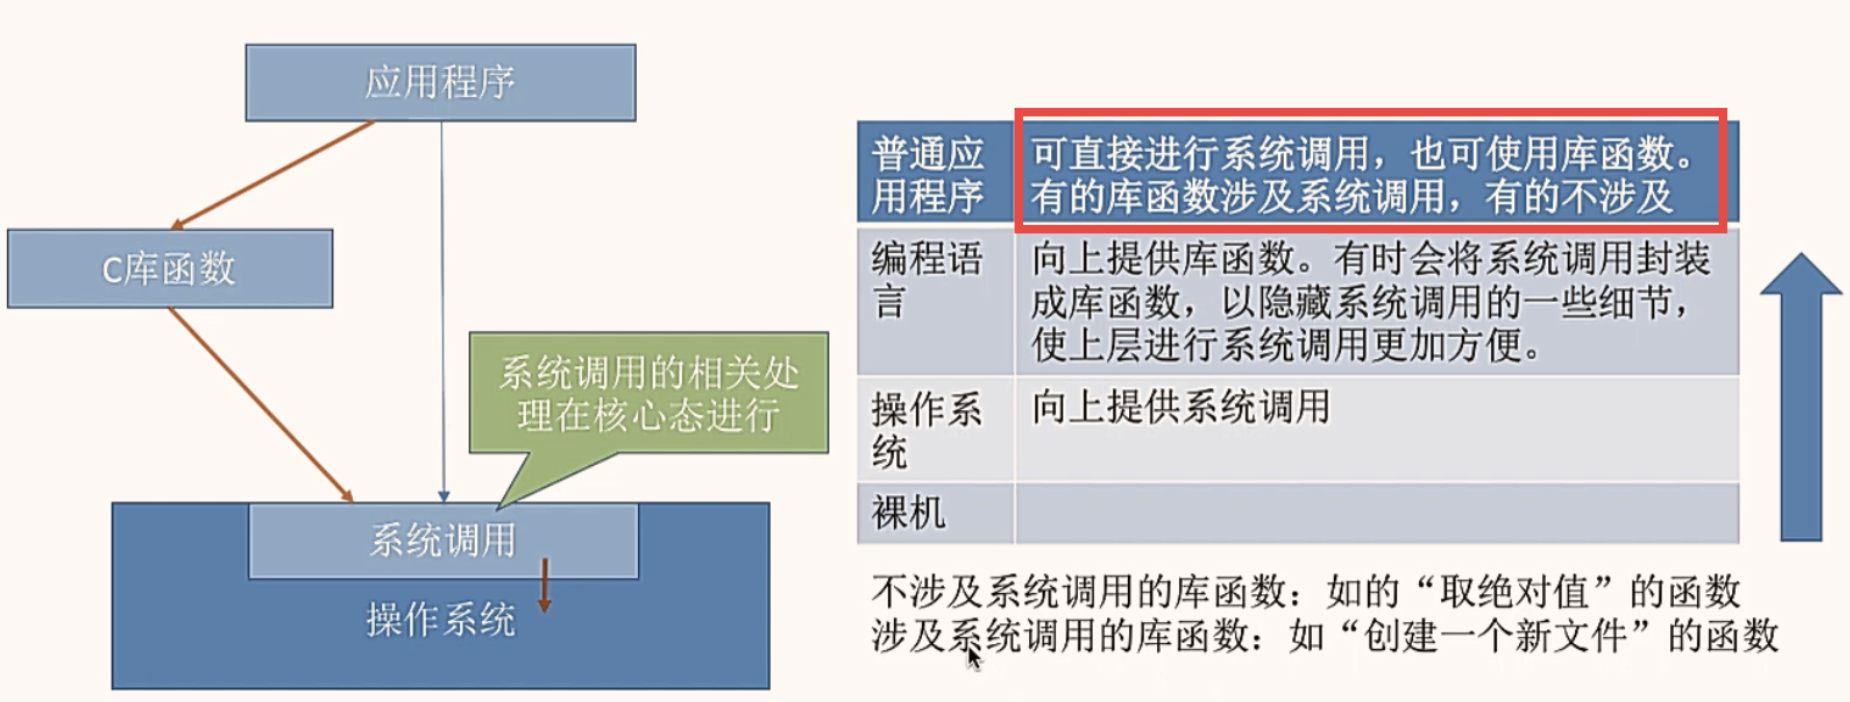 应用程序
C库函数
系统调用的相关处
理在核心态进行
系统调用
操作系统
普通应
用程序
可直接进行系统调用，也可使用库函数。
有的库函数涉及系统调用，有的不涉及
编程语
言
向上提供库函数。有时会将系统调用封装
成库函数，以隐藏系统调用的一些细节，
使上层进行系统调用更加方便。
操作系
统
向上提供系统调用
裸机
不涉及系统调用的库函数：如的“取绝对值”的函数
涉及系统调用的库函数：如“创建一个新文件”的函数